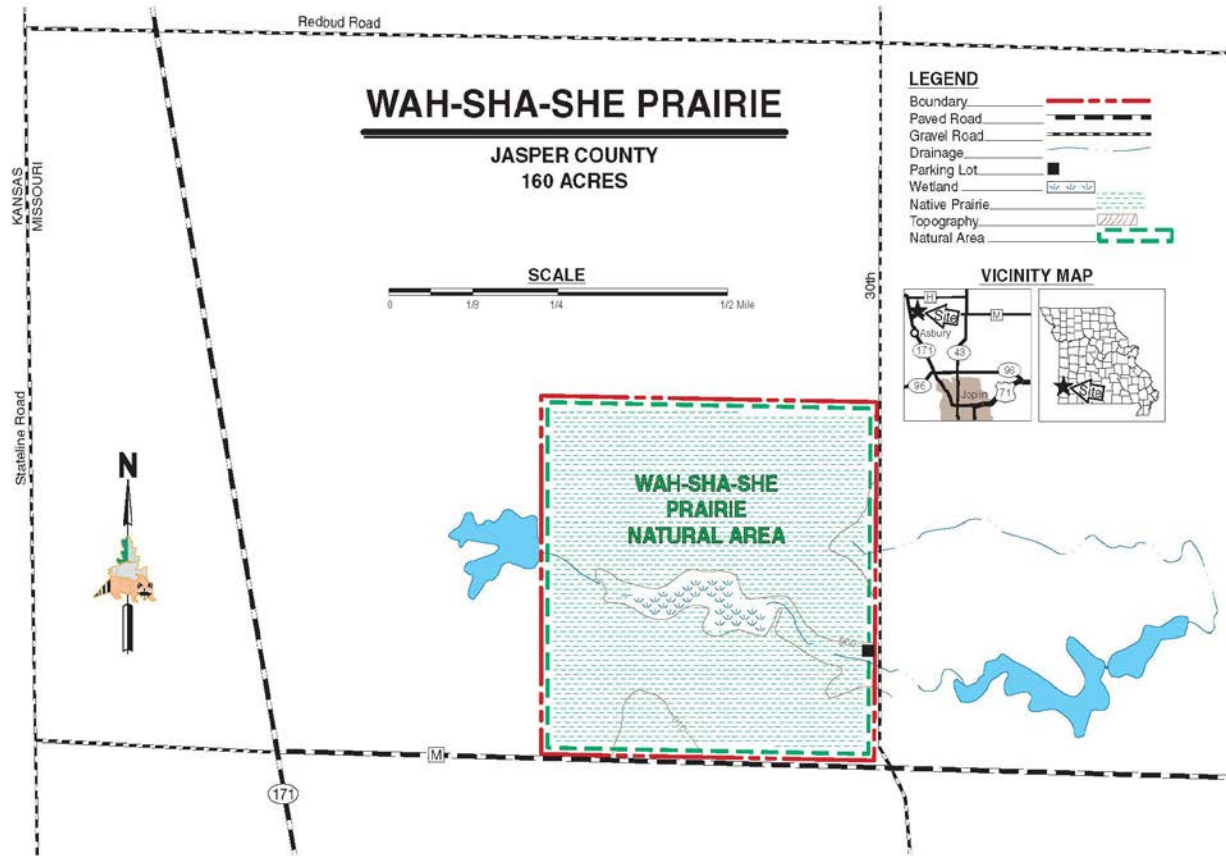 Redbud Road
WAH-SHA-SHE PRAIRIE
JASPER COUNTY
160 ACRES
KANSAS
MISSOURI
Stateline Road
SCALE
0 1/8 1/4 1/2 Mile
30th
LEGEND
Boundary
Paved Road
Gravel Road
Drainage
Parking Lot
Wetland
Native Prairie
Topography
Natural Area
VICINITY MAP
H
Site
M
Asbury
171
43
96
96
Joplin
71
Site
N
WAH-SHA-SHE
PRAIRIE
NATURAL AREA
M
171